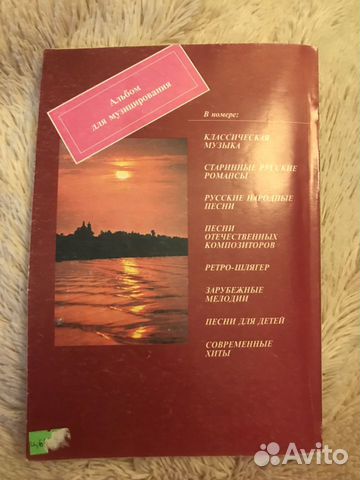 Альбом
для музицирования
В номере:
КЛАССИЧЕСКАЯ
МУЗЫКА
СТАРИННЫЕ РУССКИЕ
РОМАНСЫ
РУССКИЕ НАРОДНЫЕ
ПЕСНИ
ПЕСНИ
ОТЕЧЕСТВЕННЫХ
КОМПОЗИТОРОВ
РЕТРО-ШЛЯГЕР
ЗАРУБЕЖНЫЕ
МЕЛОДИИ
ПЕСНИ ДЛЯ ДЕТЕЙ
СОВРЕМЕННЫЕ
ХИТЫ
Avito